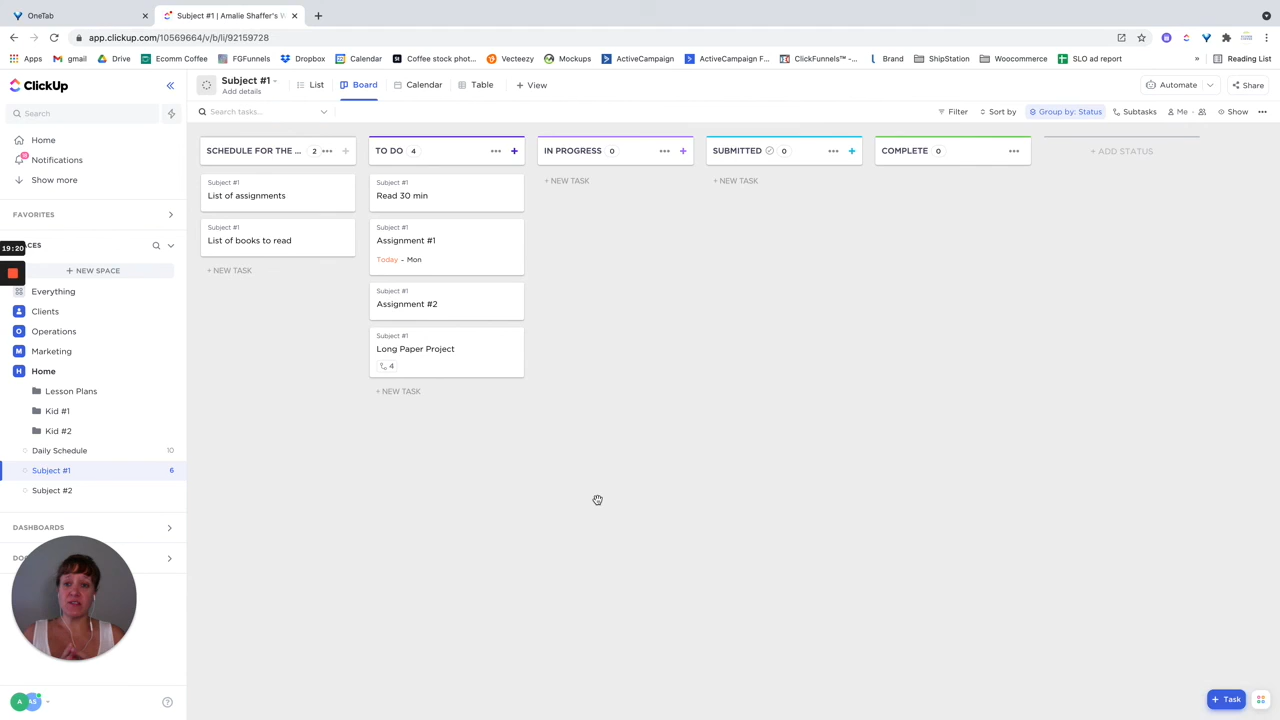 OneTab
Subject #1 | Amalie Shaffer's W
app.clickup.com/10569664/v/b/li/92159728
Apps gmail Drive Ecomm Coffee FGFunnels Dropbox Calendar Coffee stock phot... Vecteezy Mockups ActiveCampaign ActiveCampaign F... ClickFunnels™ -... Brand ShipStation Woocommerce SLO ad report » Reading List
ClickUp
Subject #1
Add details
List Board Calendar Table + View
Automate Share
Search
Search tasks...
Filter Sort by Group by: Status Subtasks Me Show
Home
Notifications
Show more
FAVORITES
19:20
CES
+ NEW SPACE
Everything
Clients
Operations
Marketing
H Home
Lesson Plans
Kid #1
Kid #2
Daily Schedule 10
Subject #1 6
Subject #2
DASHBOARDS
DO
A AS
SCHEDULE FOR THE ... 2
Subject #1
List of assignments
Subject #1
List of books to read
+ NEW TASK
TO DO 4
Subject #1
Read 30 min
Subject #1
Assignment #1
Today - Mon
Subject #1
Assignment #2
Subject #1
Long Paper Project
4
+ NEW TASK
IN PROGRESS 0
+ NEW TASK
SUBMITTED 0
+ NEW TASK
COMPLETE 0
+ ADD STATUS
+ Task